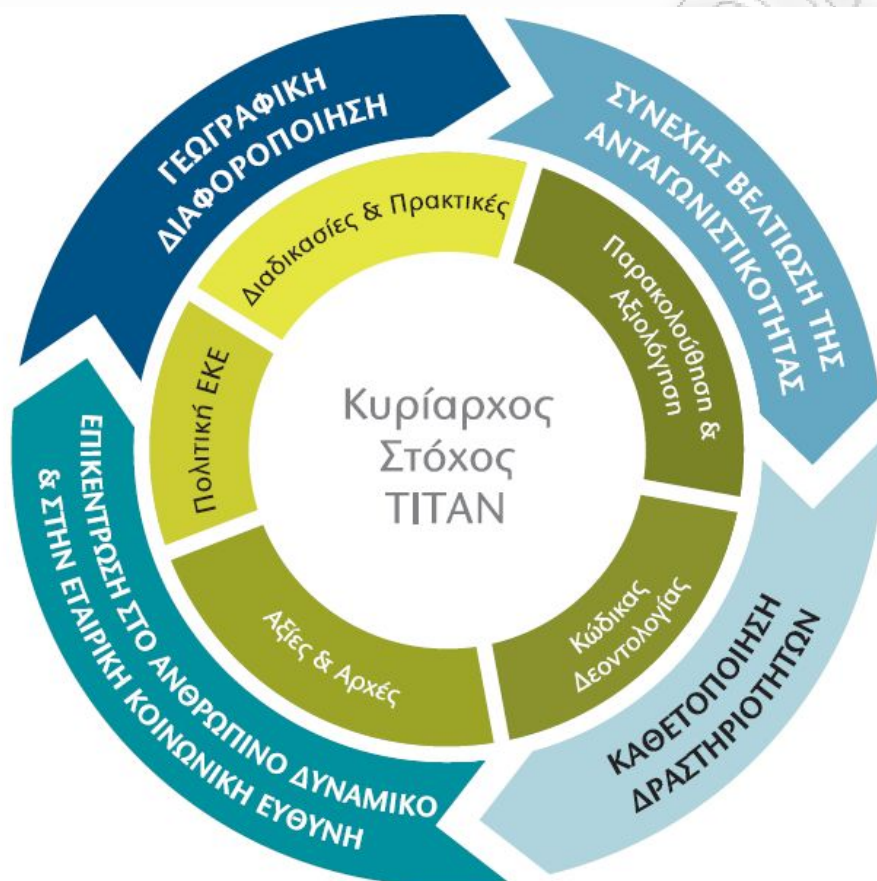 ΓΕΩΓΡΑΦΙΚΗ
ΔΙΑΦΟΡΟΠΟΙΗΣΗ
ΣΥΝΕΧΗΣ ΒΕΛΤΙΩΣΗ ΤΗΣ
ΑΝΤΑΓΩΝΙΣΤΙΚΟΤΗΤΑΣ
ΚΑΘΕΤΟΠΟΙΗΣΗ
ΔΡΑΣΤΗΡΙΟΤΗΤΩΝ
ΕΠΙΚΕΝΤΡΩΣΗ ΣΤΟ ΑΝΘΡΩΠΙΝΟ ΔΥΝΑΜΙΚΟ
& ΣΤΗΝ ΕΤΑΙΡΙΚΗ ΚΟΙΝΩΝΙΚΗ ΕΥΘΥΝΗ
Διαδικασίες & Πρακτικές
Παρακολούθηση &
Αξιολόγηση
Κώδικας
Δεοντολογίας
Αξίες & Αρχές
Πολιτική ΕΚΕ
Κυρίαρχος
Στόχος
ΤΙΤΑΝ